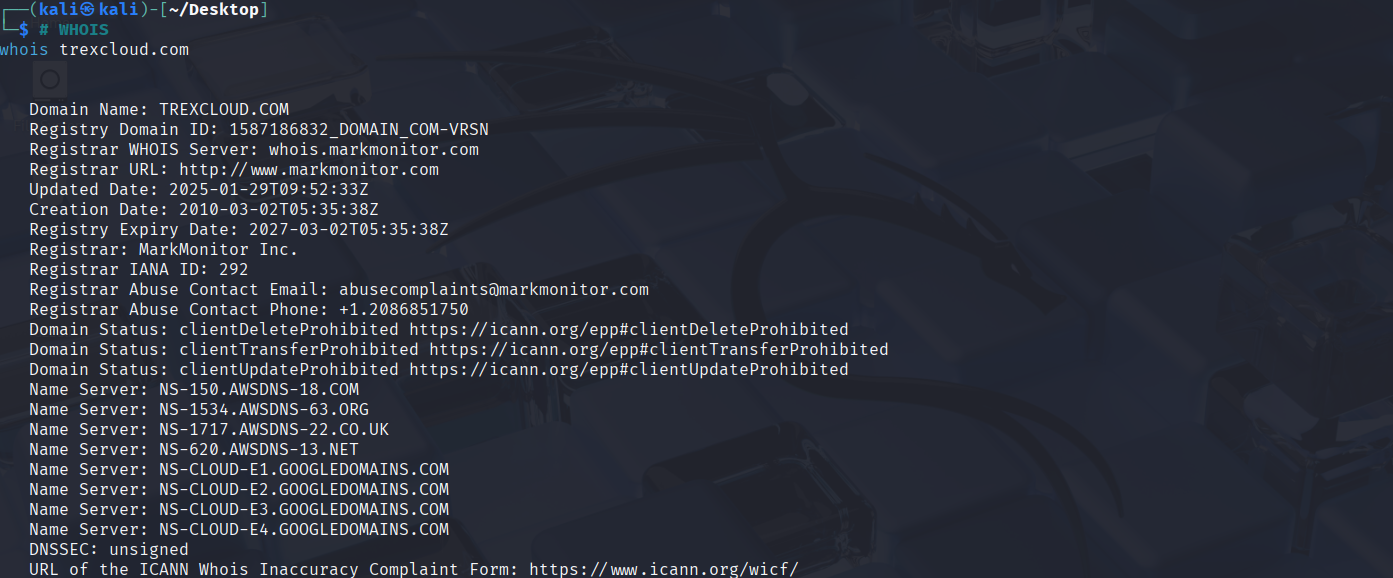 ┌──(kali㉿kali)-[~/Desktop]
└─$ # WHOIS
whois trexcloud.com
Domain Name: TREXCLOUD.COM
Registry Domain ID: 1587186832_DOMAIN_COM-VRSN
Registrar WHOIS Server: whois.markmonitor.com
Registrar URL: http://www.markmonitor.com
Updated Date: 2025-01-29T09:52:33Z
Creation Date: 2010-03-02T05:35:38Z
Registry Expiry Date: 2027-03-02T05:35:38Z
Registrar: MarkMonitor Inc.
Registrar IANA ID: 292
Registrar Abuse Contact Email: abusecomplaints@markmonitor.com
Registrar Abuse Contact Phone: +1.2086851750
Domain Status: clientDeleteProhibited https://icann.org/epp#clientDeleteProhibited
Domain Status: clientTransferProhibited https://icann.org/epp#clientTransferProhibited
Domain Status: clientUpdateProhibited https://icann.org/epp#clientUpdateProhibited
Name Server: NS-150.AWSDNS-18.COM
Name Server: NS-1534.AWSDNS-63.ORG
Name Server: NS-1717.AWSDNS-22.CO.UK
Name Server: NS-620.AWSDNS-13.NET
Name Server: NS-CLOUD-E1.GOOGLEDOMAINS.COM
Name Server: NS-CLOUD-E2.GOOGLEDOMAINS.COM
Name Server: NS-CLOUD-E3.GOOGLEDOMAINS.COM
Name Server: NS-CLOUD-E4.GOOGLEDOMAINS.COM
DNSSEC: unsigned
URL of the ICANN Whois Inaccuracy Complaint Form: https://www.icann.org/wicf/